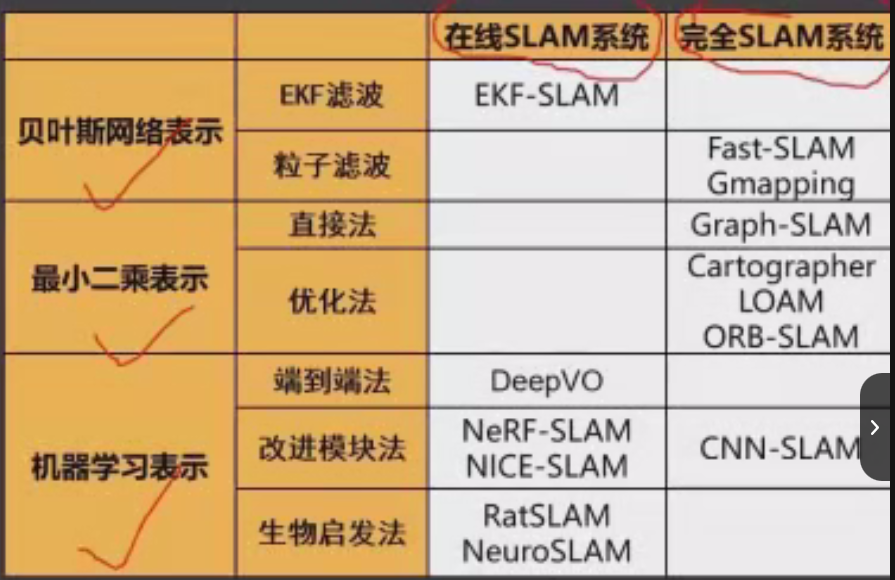 在线SLAM系统 完全SLAM系统
贝叶斯网络表示
EKF滤波 EKF-SLAM
粒子滤波
Fast-SLAM
Gmapping
最小二乘表示
直接法 Graph-SLAM
优化法
Cartographer
LOAM
ORB-SLAM
机器学习表示
端到端法 DeepVO
改进模块法
NeRF-SLAM
NICE-SLAM
CNN-SLAM
生物启发法
RatSLAM
NeuroSLAM